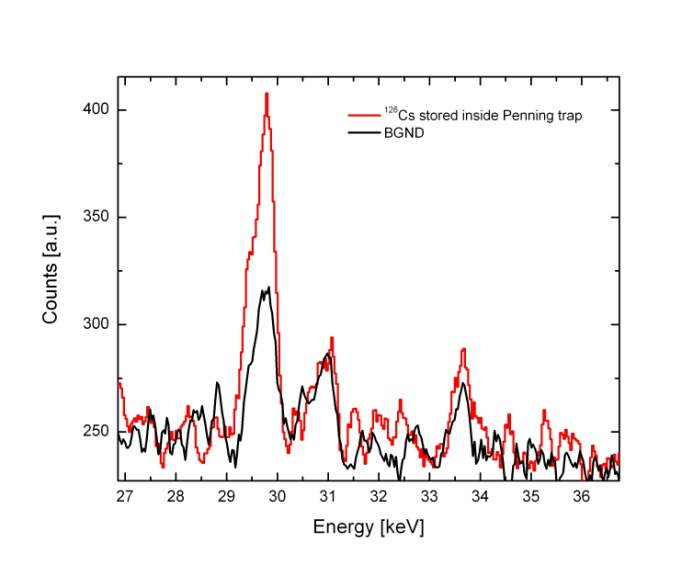 400
350
300
250
Counts [a.u.]
¹²⁶Cs stored inside Penning trap
BGND
27 28 29 30 31 32 33 34 35 36
Energy [keV]